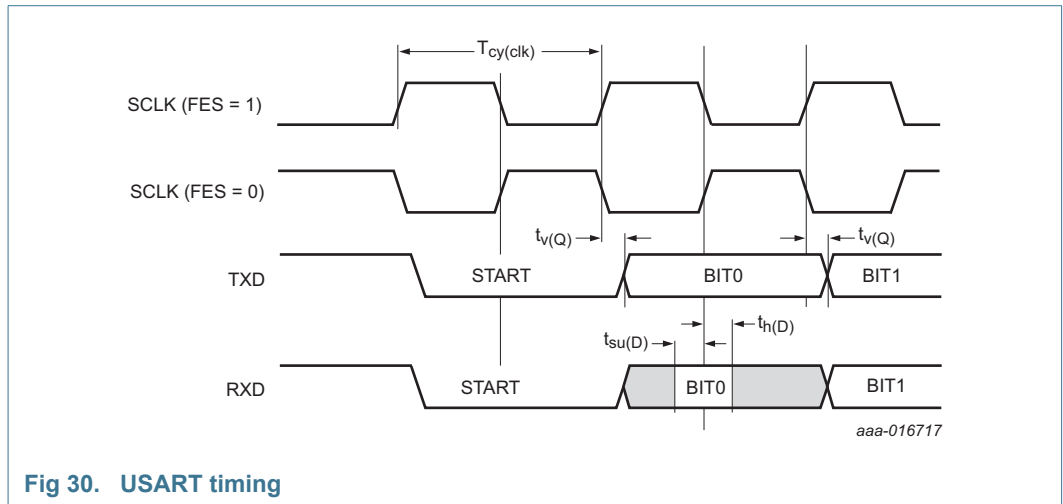 Tcy(clk)
SCLK (FES = 1)
SCLK (FES = 0)
tv(Q) tv(Q)
TXD START BIT0 BIT1
tsu(D) th(D)
RXD START BIT0 BIT1
aaa-016717
Fig 30. USART timing